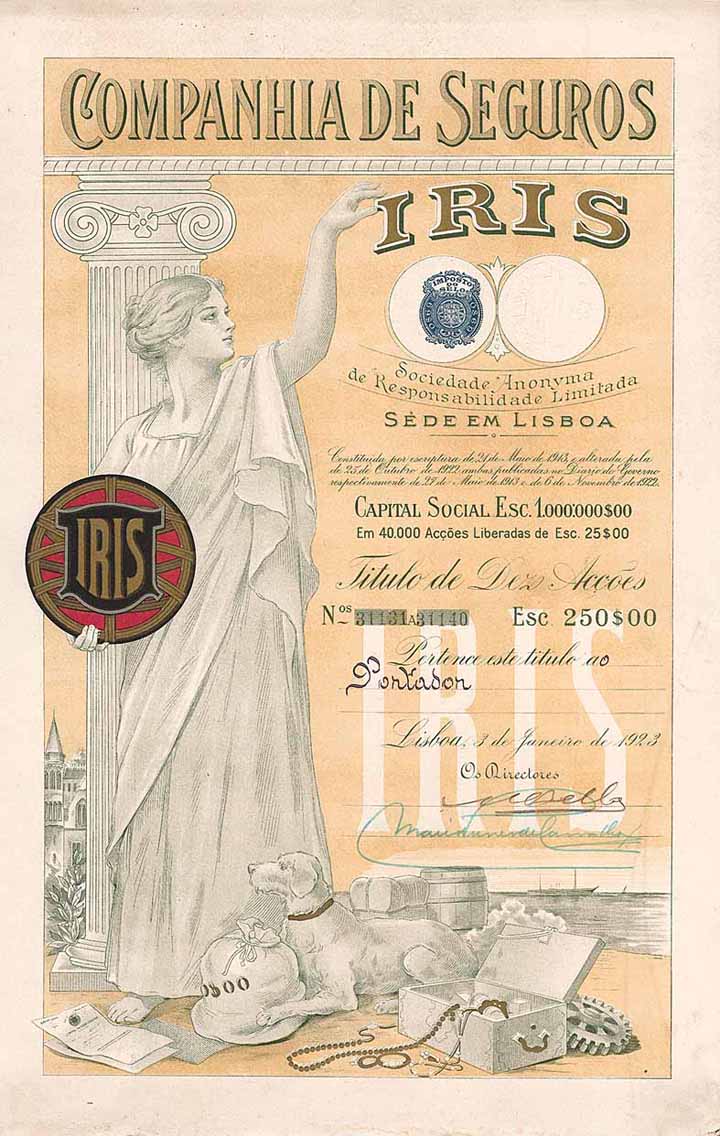 COMPANHIA DE SEGUROS
IRIS
IMPOSTO
DO
SELO
Sociedade Anonyma
de Responsabilidade Limitada
SÉDE EM LISBOA
Constituida por escriptura de 21 de Maio de 1913, e alterada pela
de 25 de Outubro de 1922, ambas publicadas no Diario do Governo
respectivamente de 27 de Maio de 1913 e de 6 de Novembro de 1922.
CAPITAL SOCIAL ESC. 1.000:000$00
Em 40.000 Acções Liberadas de Esc. 25$00
IRIS
Titulo de Dez Acções
Nos 31131 A 31140 Esc 250$00
IRIS
Pertence este titulo ao
Portador
Lisboa, 3 de Janeiro de 1923
Os Directores
0$00